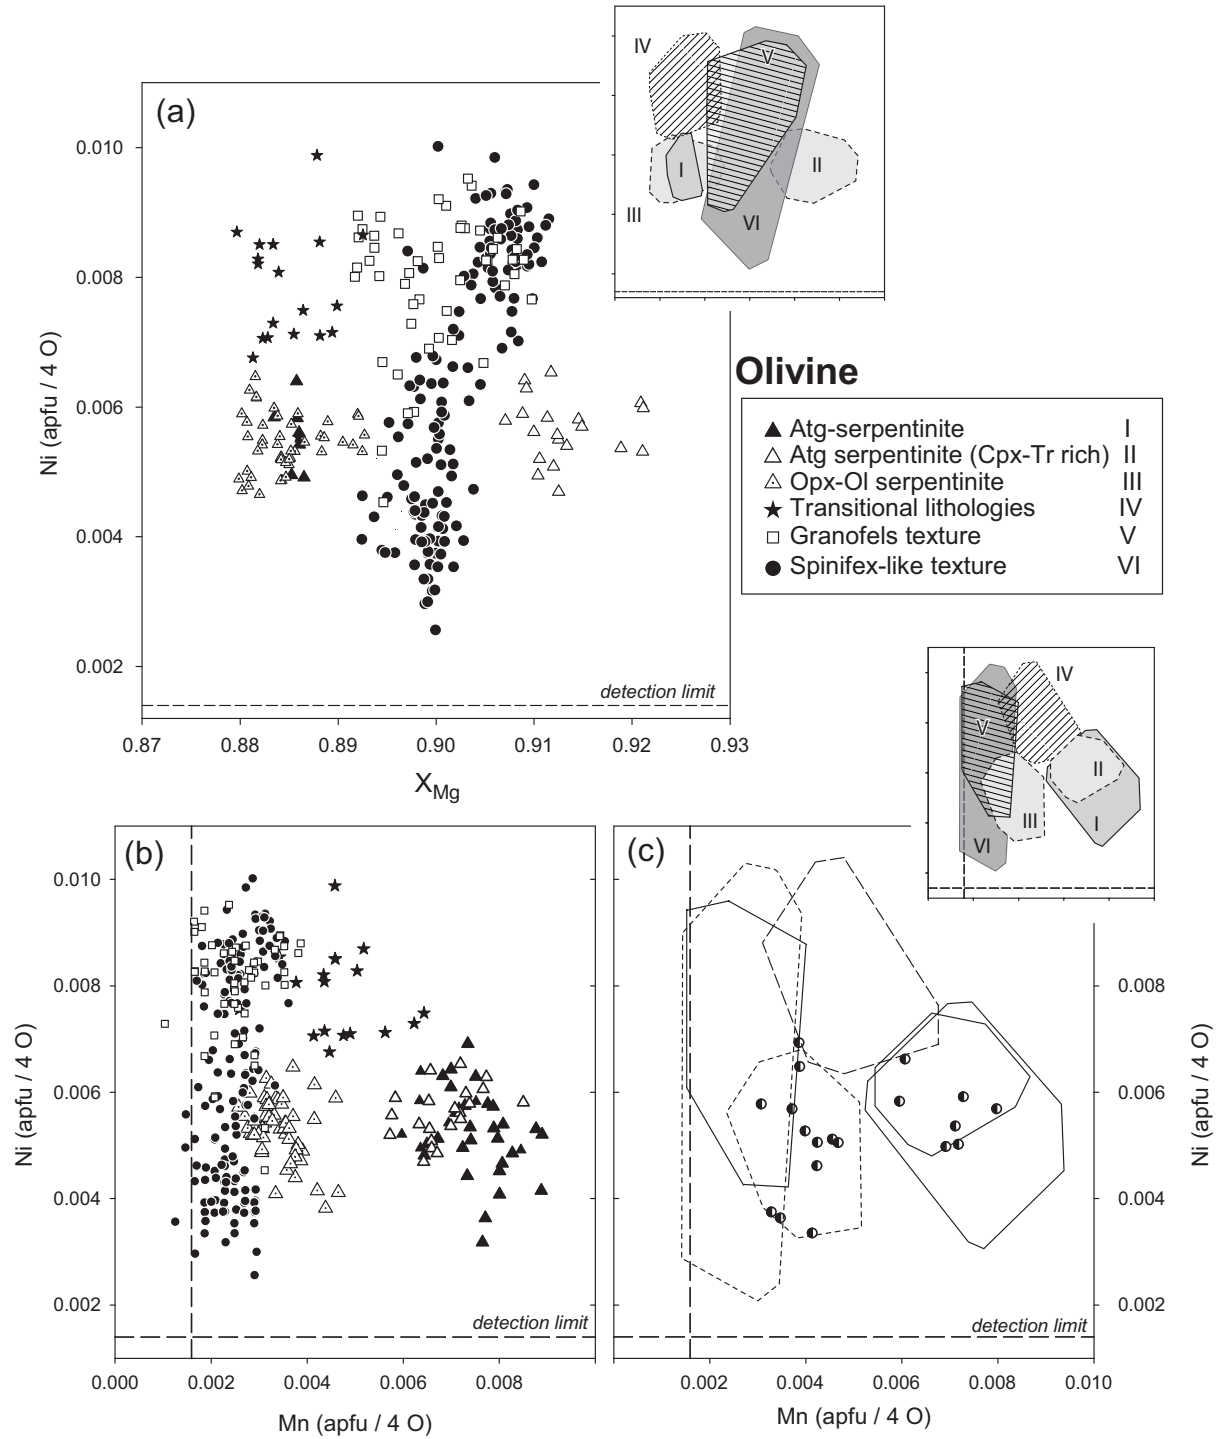 (a)
Ni (apfu / 4 O)
0.010
0.008
0.006
0.004
0.002
detection limit
0.87
0.88
0.89
0.90
0.91
0.92
0.93
XMg
IV
V
I
II
III
VI
Olivine
Atg-serpentinite I
Atg serpentinite (Cpx-Tr rich) II
Opx-Ol serpentinite III
Transitional lithologies IV
Granofels texture V
Spinifex-like texture VI
IV
V
II
III
I
VI
(b)
Ni (apfu / 4 O)
0.010
0.008
0.006
0.004
0.002
detection limit
0.000
0.002
0.004
0.006
0.008
Mn (apfu / 4 O)
(c)
0.008
0.006
0.004
0.002
Ni (apfu / 4 O)
detection limit
0.002
0.004
0.006
0.008
0.010
Mn (apfu / 4 O)